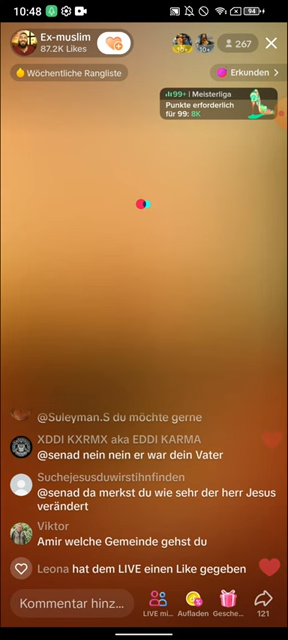 10:48
94+
Ex-muslim
87.2K Likes
10+
10+
267
Wöchentliche Rangliste
Erkunden
99+ | Meisterliga
Punkte erforderlich
für 99: 8K
@Suleyman.S du möchte gerne
XDDI KXRMX aka EDDI KARMA
@senad nein nein er war dein Vater
Suchejesusduwirstihnfinden
@senad da merkst du wie sehr der herr Jesus
verändert
Viktor
Amir welche Gemeinde gehst du
Leona hat dem LIVE einen Like gegeben
Kommentar hinz...
LIVE mi...
Aufladen
Gesche...
121